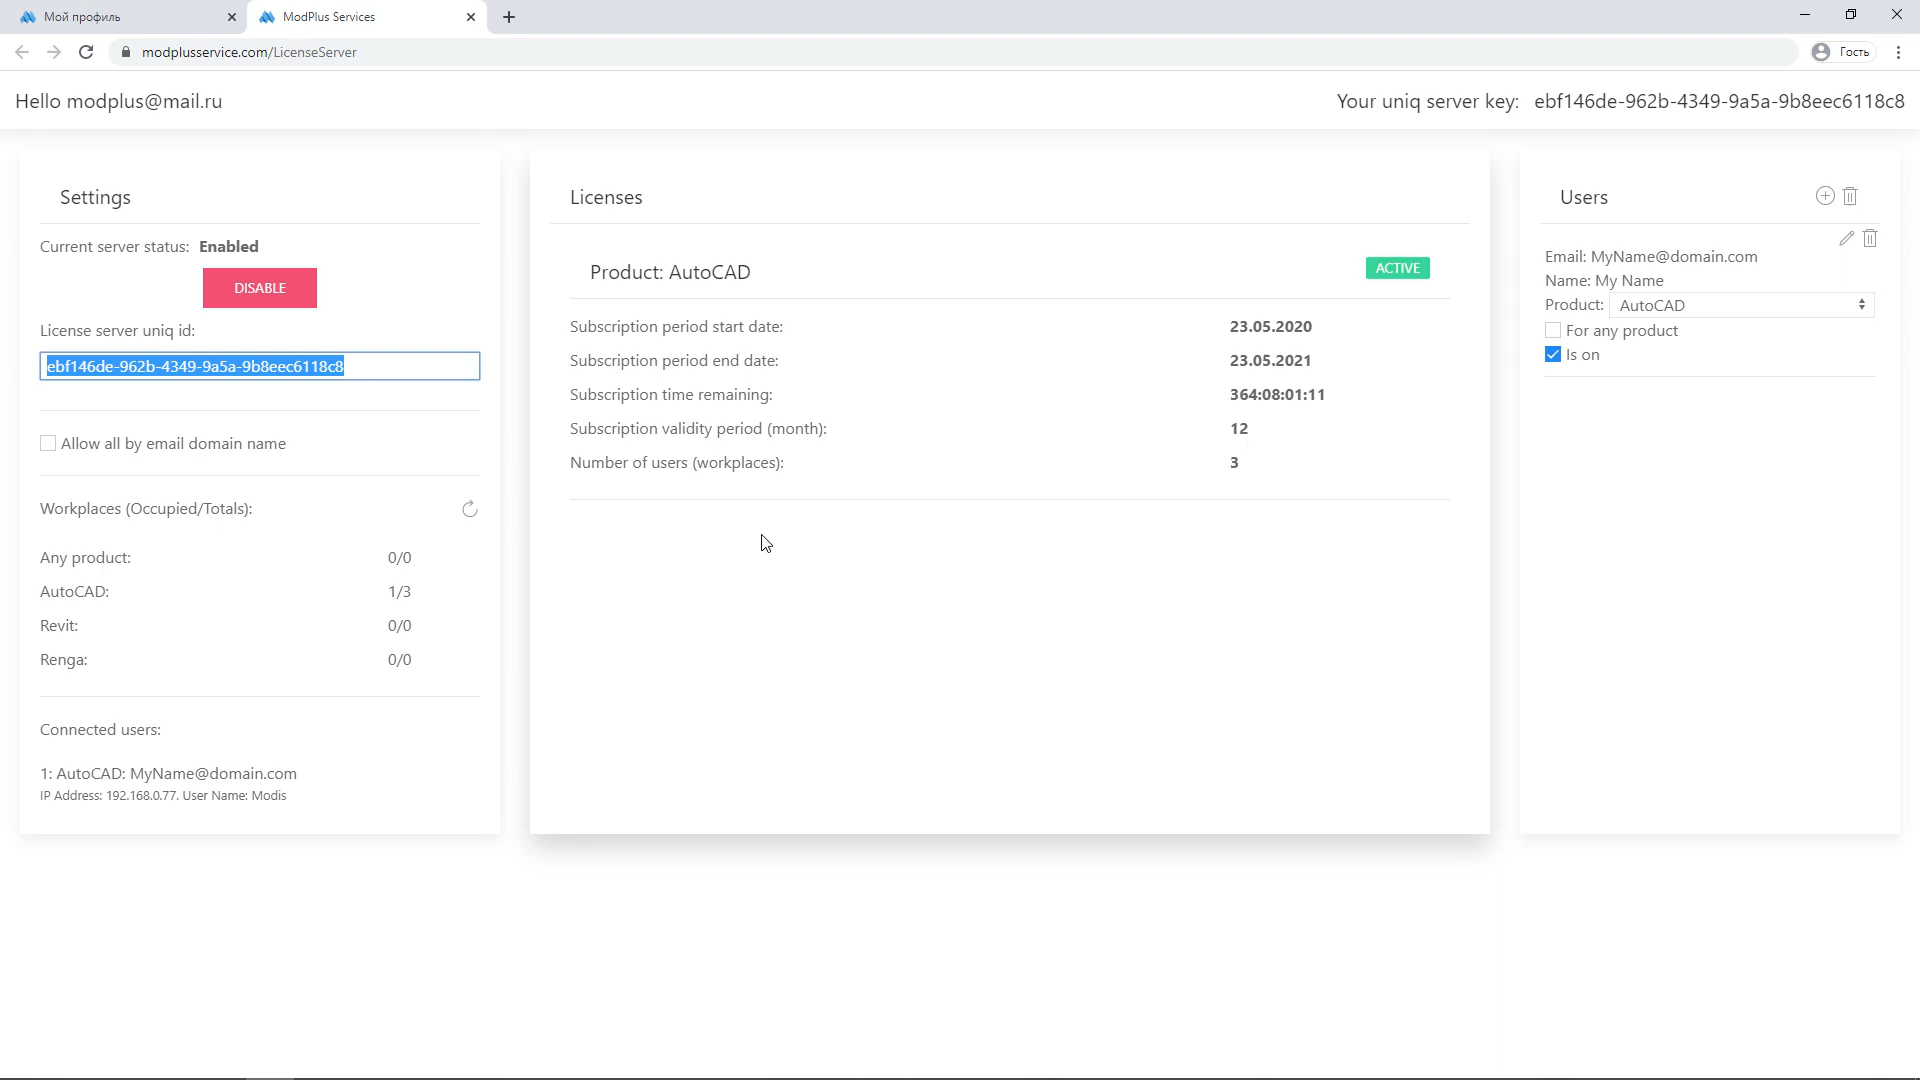 Мой профиль
ModPlus Services
modplusservice.com/LicenseServer
Гость
Hello modplus@mail.ru
Your uniq server key: ebf146de-962b-4349-9a5a-9b8eec6118c8
Settings
Current server status: Enabled
DISABLE
License server uniq id:
ebf146de-962b-4349-9a5a-9b8eec6118c8
Allow all by email domain name
Workplaces (Occupied/Totals):
Any product: 0/0
AutoCAD: 1/3
Revit: 0/0
Renga: 0/0
Connected users:
1: AutoCAD: MyName@domain.com
IP Address: 192.168.0.77. User Name: Modis
Licenses
Product: AutoCAD
ACTIVE
Subscription period start date: 23.05.2020
Subscription period end date: 23.05.2021
Subscription time remaining: 364:08:01:11
Subscription validity period (month): 12
Number of users (workplaces): 3
Users
Email: MyName@domain.com
Name: My Name
Product: AutoCAD
For any product
Is on